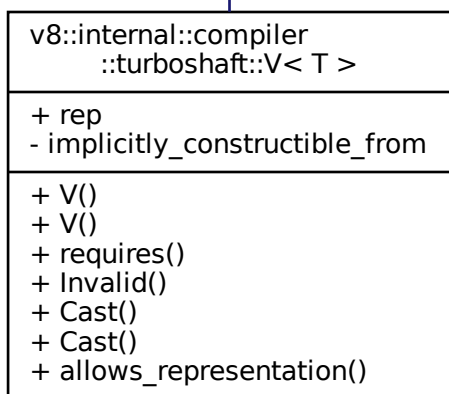 v8::internal::compiler
::turboshaft::V< T >
+ rep
- implicitly_constructible_from
+ V()
+ V()
+ requires()
+ Invalid()
+ Cast()
+ Cast()
+ allows_representation()